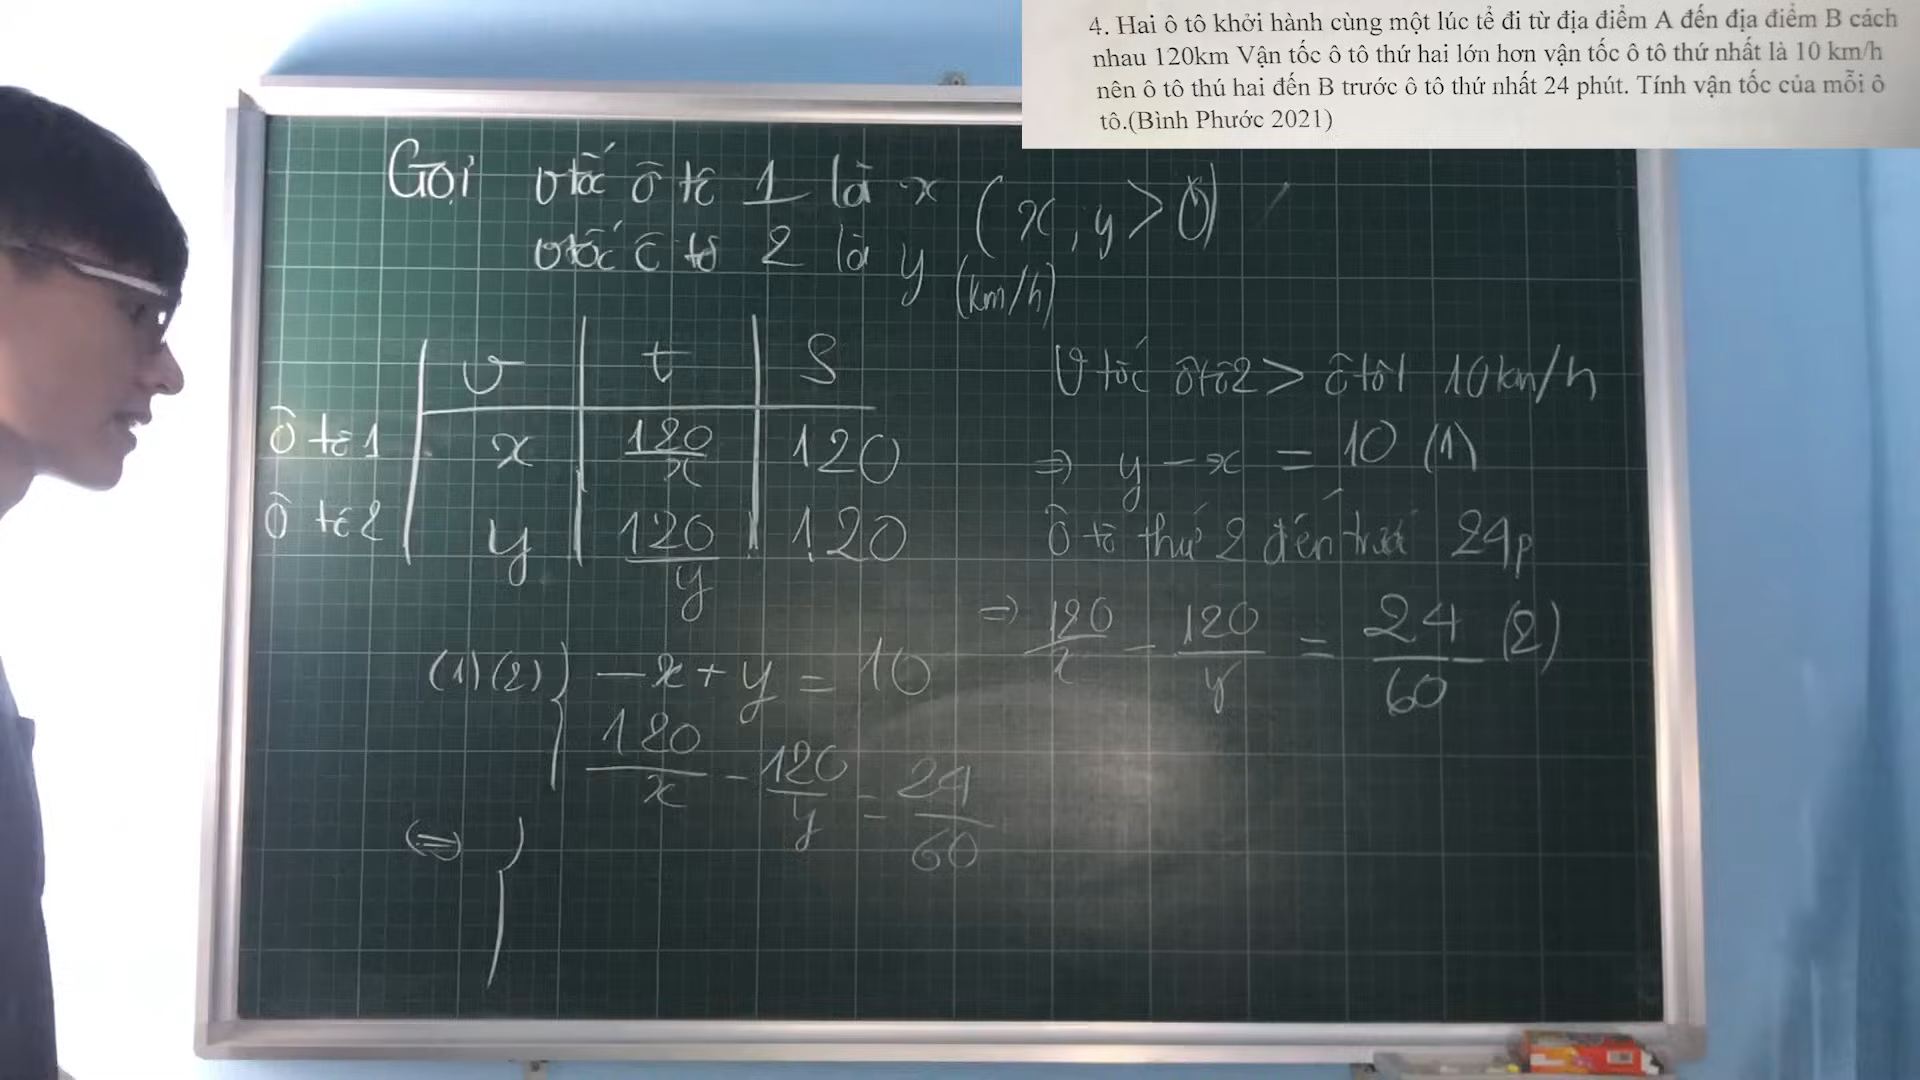 4. Hai ô tô khởi hành cùng một lúc tể đi từ địa điểm A đến địa điểm B cách
nhau 120km Vận tốc ô tô thứ hai lớn hơn vận tốc ô tô thứ nhất là 10 km/h
nên ô tô thú hai đến B trước ô tô thứ nhất 24 phút. Tính vận tốc của mỗi ô
tô.(Bình Phước 2021)
Gọi vtốc ô tô 1 là x (x, y > 0)
vtốc ô tô 2 là y (km/h)
v t S
Ô tô 1 x 120/x 120
Ô tô 2 y 120/y 120
V tốc ôtô2 > ô tô1 10km/h
=> y - x = 10 (1)
Ô tô thứ 2 đến trước 24p
=> 120/x - 120/y = 24/60 (2)
(1)(2) } -x + y = 10
120/x - 120/y = 24/60
(=) }